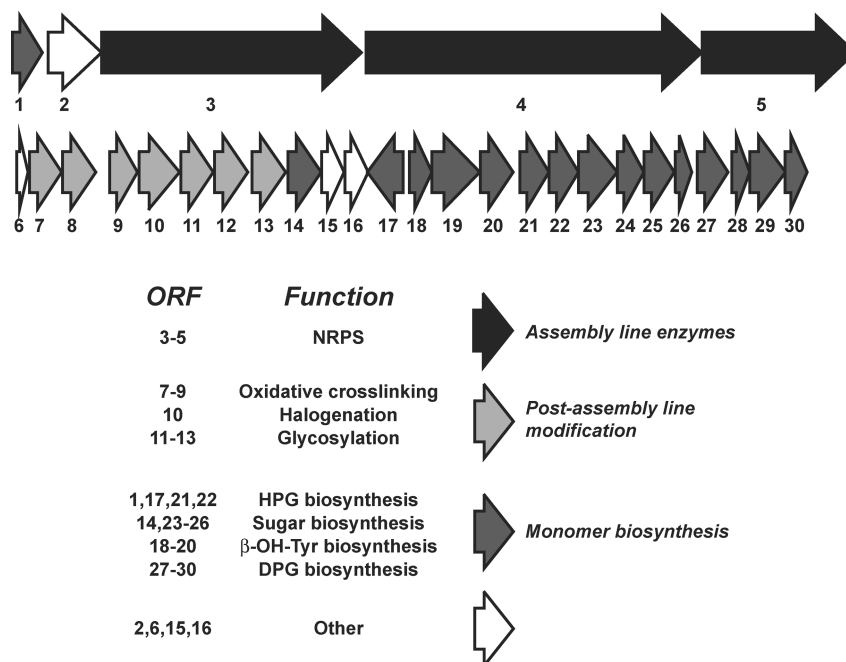 1 2 3 4 5
6 7 8 9 10 11 12 13 14 15 16 17 18 19 20 21 22 23 24 25 26 27 28 29 30
ORF Function
3-5 NRPS
Assembly line enzymes
7-9 Oxidative crosslinking
10 Halogenation
11-13 Glycosylation
Post-assembly line
modification
1,17,21,22 HPG biosynthesis
14,23-26 Sugar biosynthesis
18-20 β-OH-Tyr biosynthesis
27-30 DPG biosynthesis
Monomer biosynthesis
2,6,15,16 Other